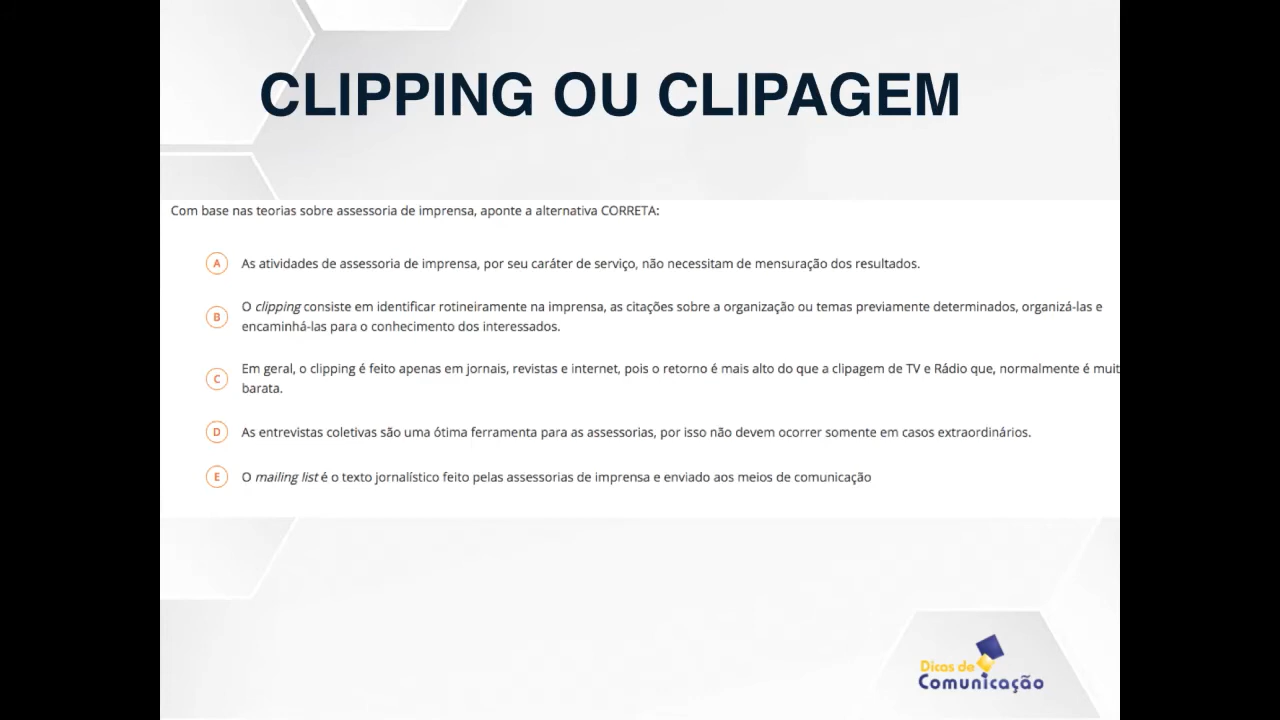 CLIPPING OU CLIPAGEM
Com base nas teorias sobre assessoria de imprensa, aponte a alternativa CORRETA:
A As atividades de assessoria de imprensa, por seu caráter de serviço, não necessitam de mensuração dos resultados.
B O clipping consiste em identificar rotineiramente na imprensa, as citações sobre a organização ou temas previamente determinados, organizá-las e
encaminhá-las para o conhecimento dos interessados.
C Em geral, o clipping é feito apenas em jornais, revistas e internet, pois o retorno é mais alto do que a clipagem de TV e Rádio que, normalmente é muit
barata.
D As entrevistas coletivas são uma ótima ferramenta para as assessorias, por isso não devem ocorrer somente em casos extraordinários.
E O mailing list é o texto jornalístico feito pelas assessorias de imprensa e enviado aos meios de comunicação
Dicas de
Comunicação